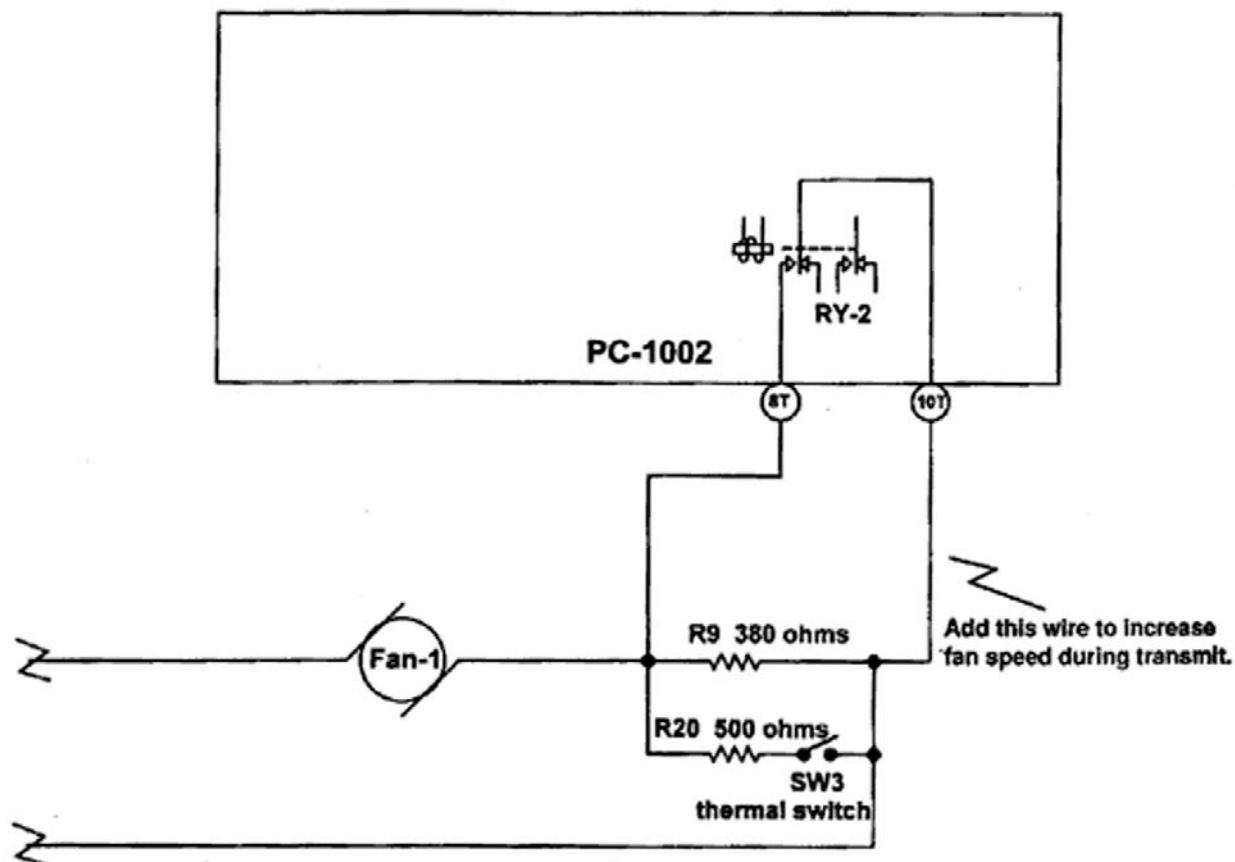 RY-2
PC-1002
8T
10T
Add this wire to increase
fan speed during transmit.
R9 380 ohms
Fan-1
R20 500 ohms
SW3
thermal switch